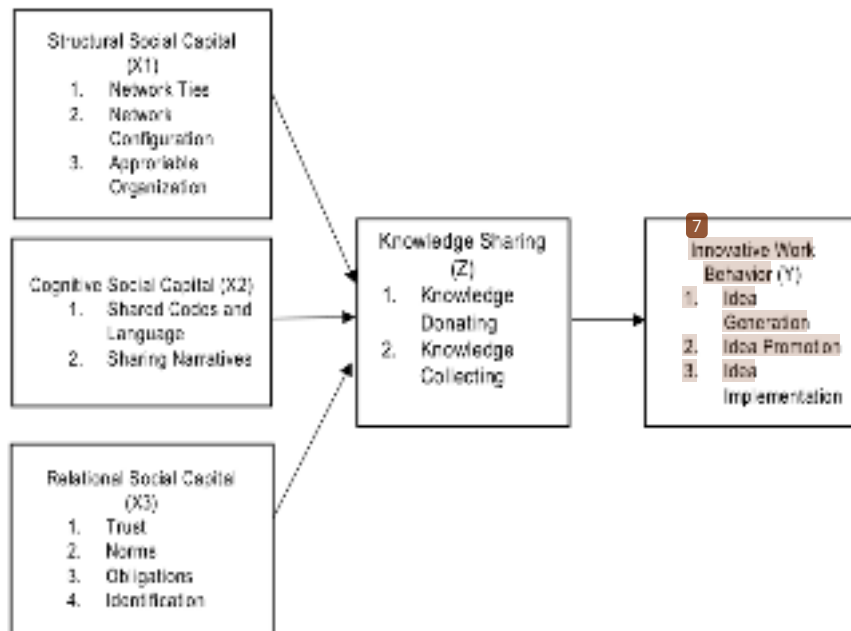 Structural Social Capital
(X1)
1. Network Ties
2. Network
Configuration
3. Approriable
Organization
Cognitive Social Capital (X2)
1. Shared Codes and
Language
2. Sharing Narratives
Relational Social Capital
(X3)
1. Trust
2. Norms
3. Obligations
4. Identification
Knowledge Sharing
(Z)
1. Knowledge
Donating
2. Knowledge
Collecting
7
Innovative Work
Behavior (Y)
1. Idea
Generation
2. Idea Promotion
3. Idea
Implementation